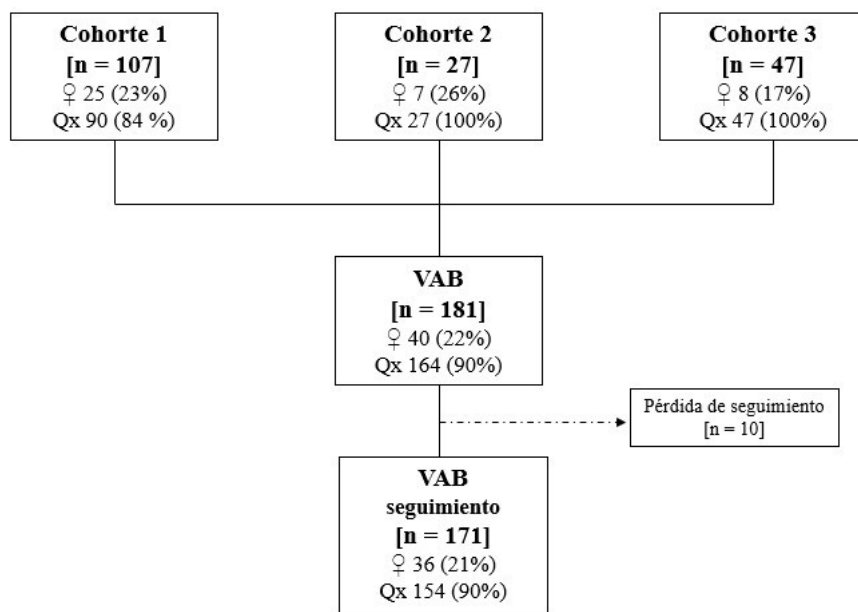 Cohorte 1
[n = 107]
♀ 25 (23%)
Qx 90 (84 %)
Cohorte 2
[n = 27]
♀ 7 (26%)
Qx 27 (100%)
Cohorte 3
[n = 47]
♀ 8 (17%)
Qx 47 (100%)
VAB
[n = 181]
♀ 40 (22%)
Qx 164 (90%)
Pérdida de seguimiento
[n = 10]
VAB
seguimiento
[n = 171]
♀ 36 (21%)
Qx 154 (90%)